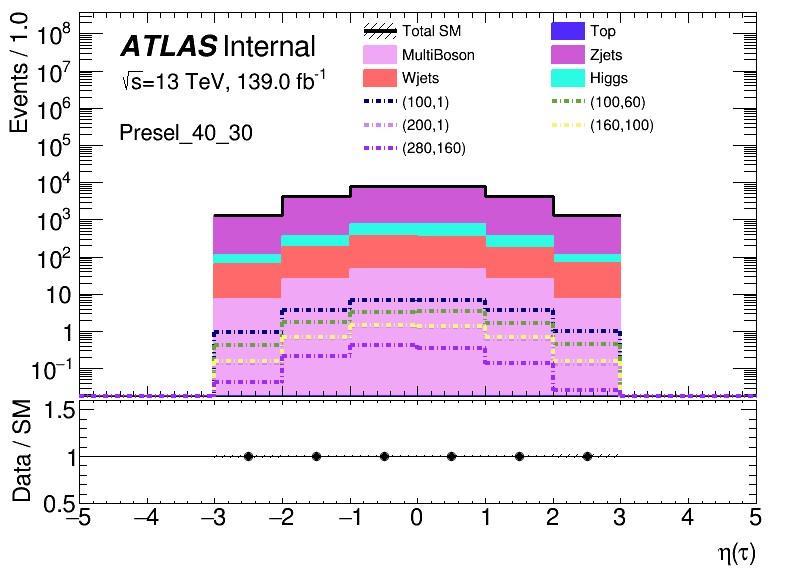 Events / 1.0
10⁸
10⁷
10⁶
10⁵
10⁴
10³
10²
10
1
10⁻¹
ATLAS Internal
√s=13 TeV, 139.0 fb⁻¹
Presel_40_30
Total SM
Top
MultiBoson
Zjets
Wjets
Higgs
(100,1)
(100,60)
(200,1)
(160,100)
(280,160)
Data / SM
1.5
1
0.5
−5 −4 −3 −2 −1 0 1 2 3 4 5
η(τ)